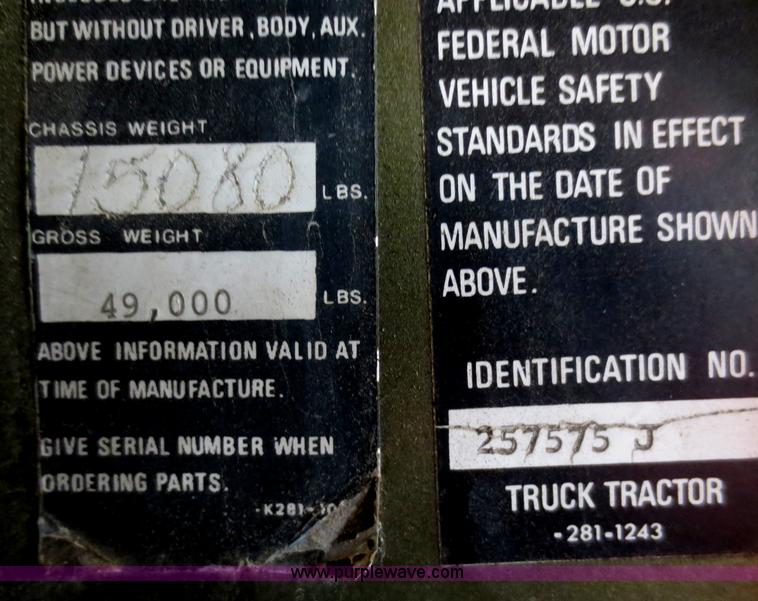 BUT WITHOUT DRIVER, BODY, AUX.
POWER DEVICES OR EQUIPMENT.
CHASSIS WEIGHT
15080 LBS.
GROSS WEIGHT
49,000 LBS.
ABOVE INFORMATION VALID AT
TIME OF MANUFACTURE.
GIVE SERIAL NUMBER WHEN
ORDERING PARTS.
APPLICABLE U.S.
FEDERAL MOTOR
VEHICLE SAFETY
STANDARDS IN EFFECT
ON THE DATE OF
MANUFACTURE SHOWN
ABOVE.
IDENTIFICATION NO.
257575 J
TRUCK TRACTOR
-281-1243
www.purplewave.com